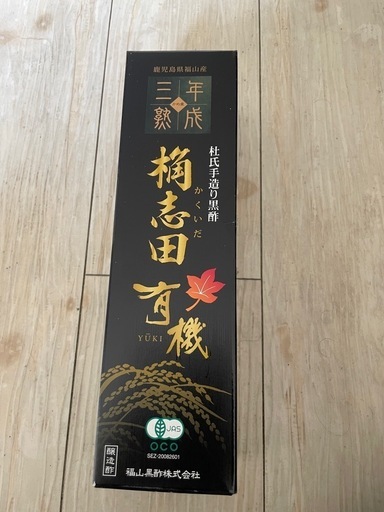 鹿児島県福山産
三年熟成
杜氏手造り黒酢
かくいだ
桷志田
有機
YŪKI
JAS
OCO
SEZ-20082601
醸造酢
福山黒酢株式会社